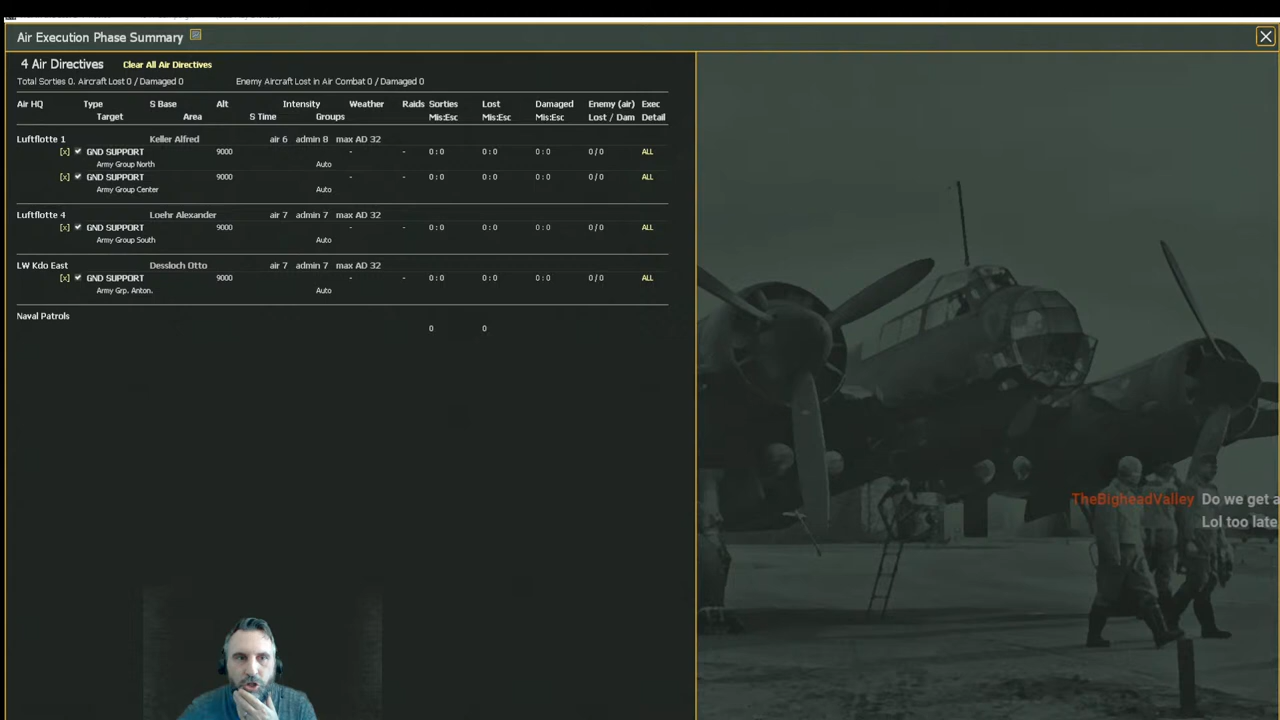 Air Execution Phase Summary
4 Air Directives Clear All Air Directives
Total Sorties 0. Aircraft Lost 0 / Damaged 0 Enemy Aircraft Lost in Air Combat 0 / Damaged 0
Air HQ Type S Base Alt Intensity Weather Raids Sorties Lost Damaged Enemy (air) Exec
Target Area S Time Groups Mis:Esc Mis:Esc Mis:Esc Lost / Dam Detail
Luftflotte 1 Keller Alfred air 6 admin 8 max AD 32
[x] GND SUPPORT 9000 - - 0 : 0 0 : 0 0 : 0 0 / 0 ALL
Army Group North Auto
[x] GND SUPPORT 9000 - - 0 : 0 0 : 0 0 : 0 0 / 0 ALL
Army Group Center Auto
Luftflotte 4 Loehr Alexander air 7 admin 7 max AD 32
[x] GND SUPPORT 9000 - - 0 : 0 0 : 0 0 : 0 0 / 0 ALL
Army Group South Auto
LW Kdo East Dessloch Otto air 7 admin 7 max AD 32
[x] GND SUPPORT 9000 - - 0 : 0 0 : 0 0 : 0 0 / 0 ALL
Army Grp. Anton. Auto
Naval Patrols
0 0
TheBigheadValley Do we get a
Lol too late